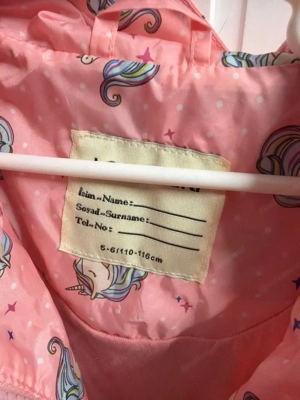 İsim-Name:
Soyad-Surname:
Tel-No:
5-6/110-116cm